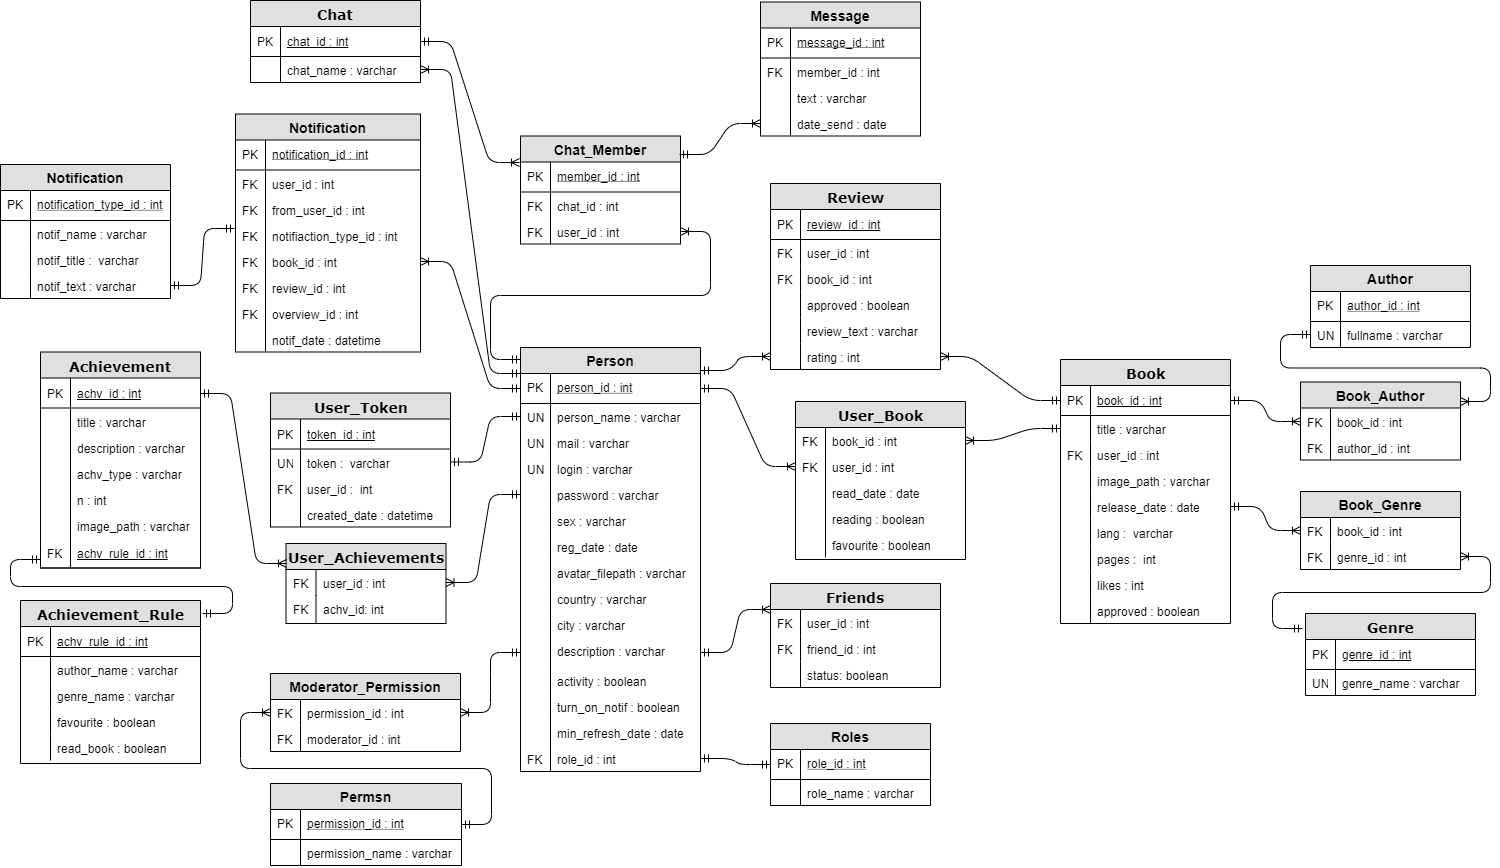 Chat
PK chat_id : int
chat_name : varchar
Message
PK message_id : int
FK member_id : int
text : varchar
date_send : date
Notification
PK notification_id : int
FK user_id : int
FK from_user_id : int
FK notifiaction_type_id : int
FK book_id : int
FK review_id : int
FK overview_id : int
notif_date : datetime
Chat_Member
PK member_id : int
FK chat_id : int
FK user_id : int
Notification
PK notification_type_id : int
notif_name : varchar
notif_title : varchar
notif_text : varchar
Review
PK review_id : int
FK user_id : int
FK book_id : int
approved : boolean
review_text : varchar
rating : int
Author
PK author_id : int
UN fullname : varchar
Achievement
PK achv_id : int
title : varchar
description : varchar
achv_type : varchar
n : int
image_path : varchar
FK achv_rule_id : int
User_Token
PK token_id : int
UN token : varchar
FK user_id : int
created_date : datetime
Person
PK person_id : int
UN person_name : varchar
UN mail : varchar
UN login : varchar
password : varchar
sex : varchar
reg_date : date
avatar_filepath : varchar
country : varchar
city : varchar
description : varchar
activity : boolean
turn_on_notif : boolean
min_refresh_date : date
FK role_id : int
User_Book
FK book_id : int
FK user_id : int
read_date : date
reading : boolean
favourite : boolean
Book
PK book_id : int
title : varchar
FK user_id : int
image_path : varchar
release_date : date
lang : varchar
pages : int
likes : int
approved : boolean
Book_Author
FK book_id : int
FK author_id : int
Book_Genre
FK book_id : int
FK genre_id : int
User_Achievements
FK user_id : int
FK achv_id: int
Friends
FK user_id : int
FK friend_id : int
status: boolean
Genre
PK genre_id : int
UN genre_name : varchar
Achievement_Rule
PK achv_rule_id : int
author_name : varchar
genre_name : varchar
favourite : boolean
read_book : boolean
Moderator_Permission
FK permission_id : int
FK moderator_id : int
Roles
PK role_id : int
role_name : varchar
Permsn
PK permission_id : int
permission_name : varchar